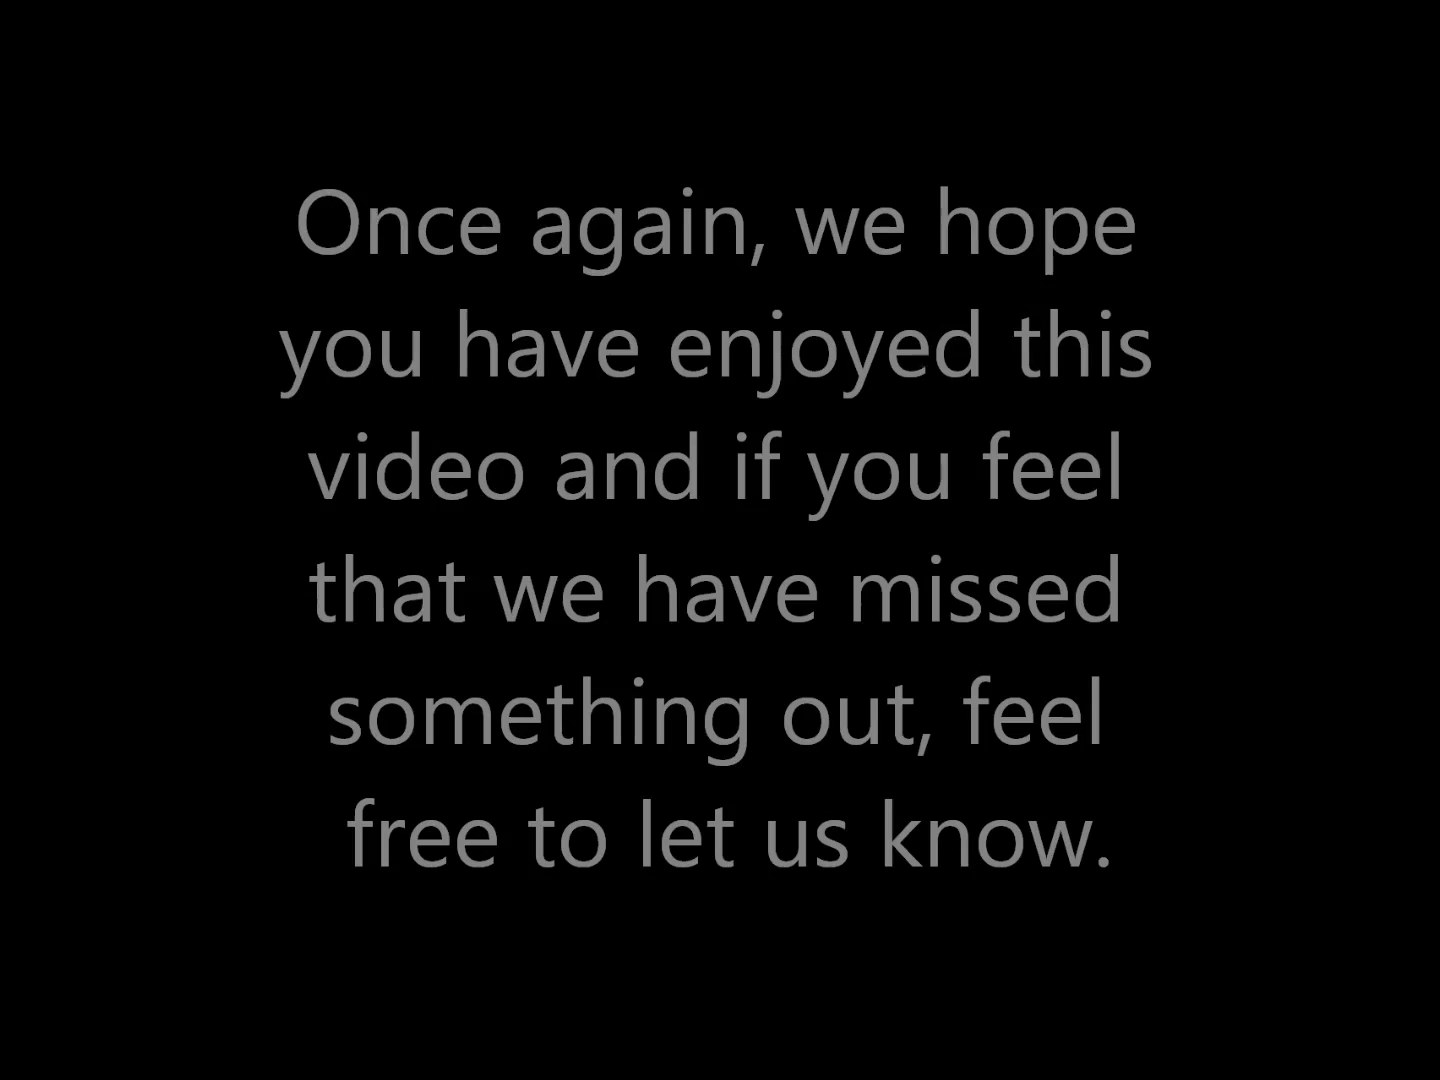 Once again, we hope
you have enjoyed this
video and if you feel
that we have missed
something out, feel
free to let us know.